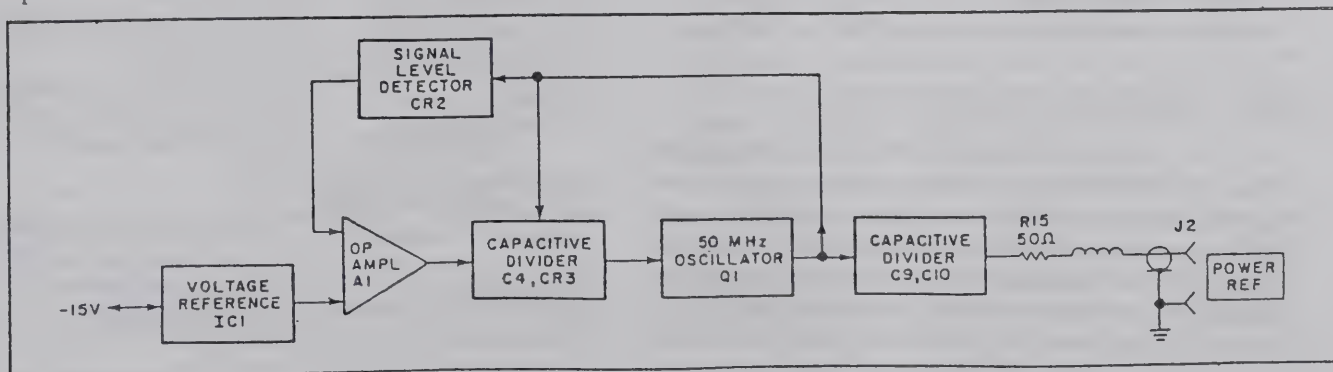 SIGNAL
LEVEL
DETECTOR
CR2
OP
AMPL
A1
-15V
VOLTAGE
REFERENCE
IC1
CAPACITIVE
DIVIDER
C4, CR3
50 MHz
OSCILLATOR
Q1
CAPACITIVE
DIVIDER
C9, C10
R15
50Ω
J2
POWER
REF